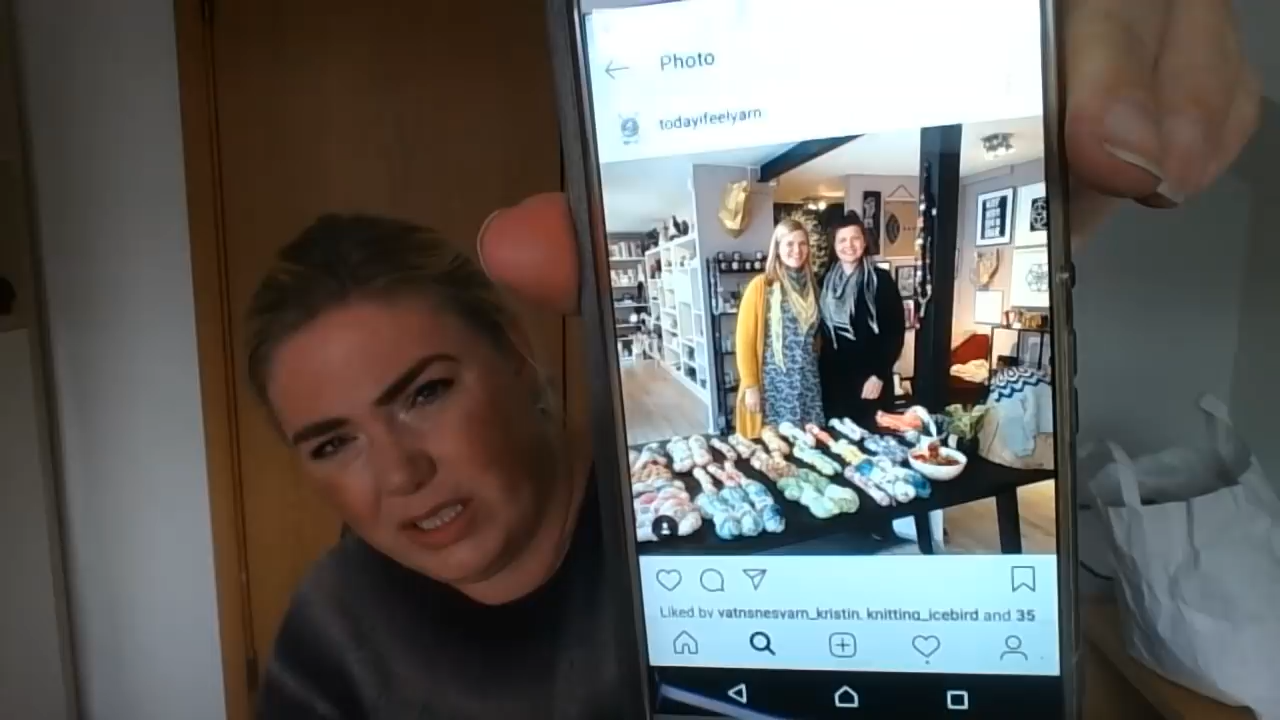 Photo
todayifeelyarn
Liked by vatnsnesyarn_kristin, knitting_icebird and 35